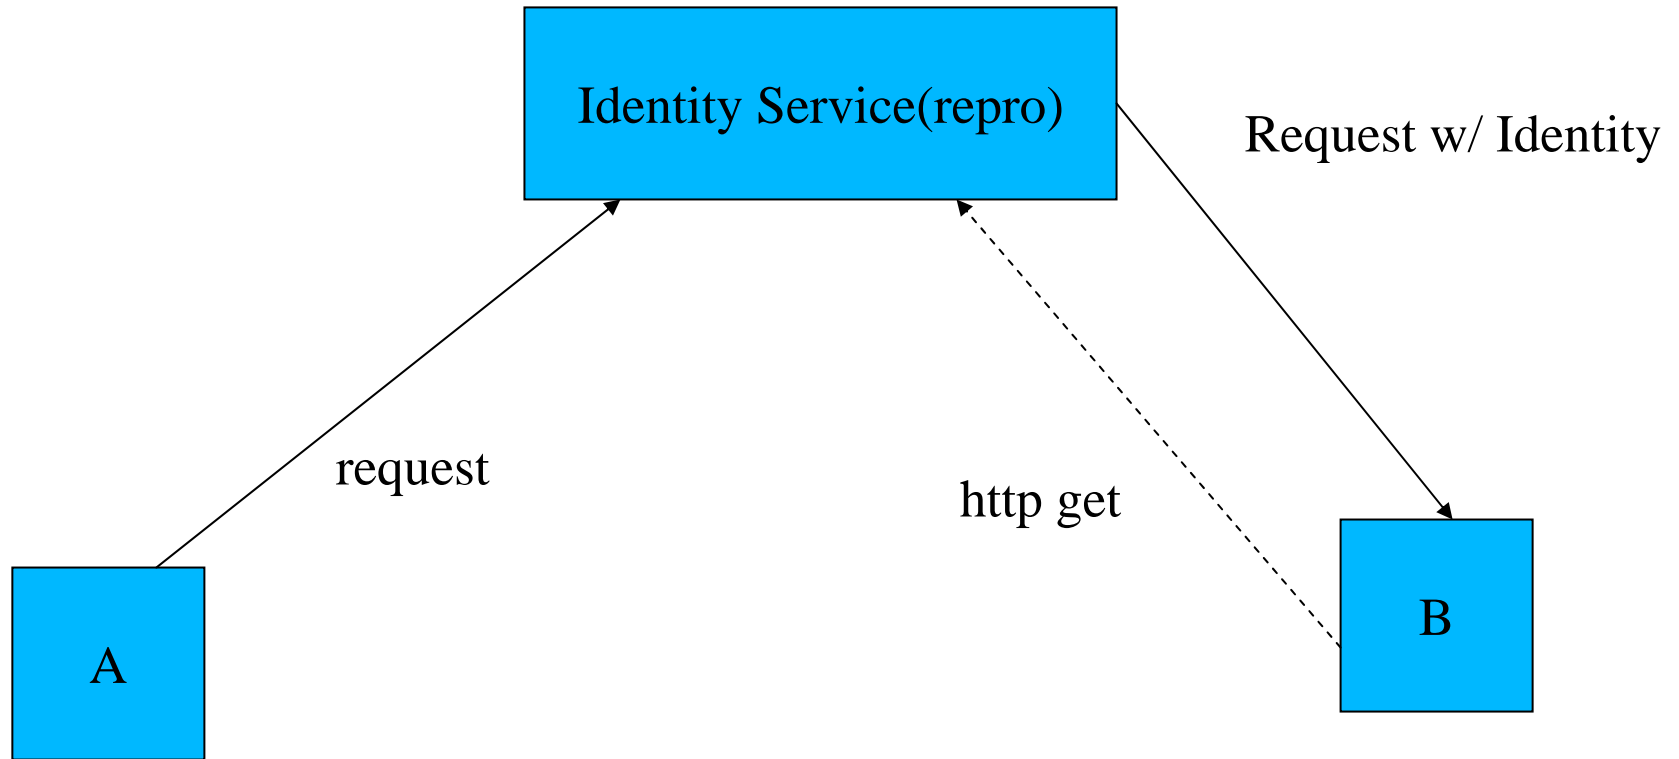 Identity Service(repro)
Request w/ Identity
request
http get
B
A